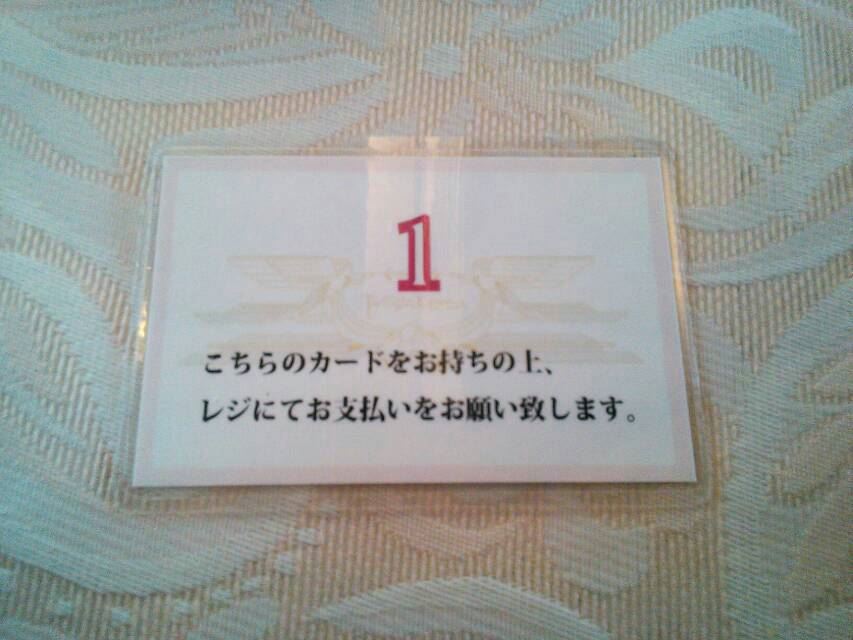 1
こちらのカードをお持ちの上、
レジにてお支払いをお願い致します。